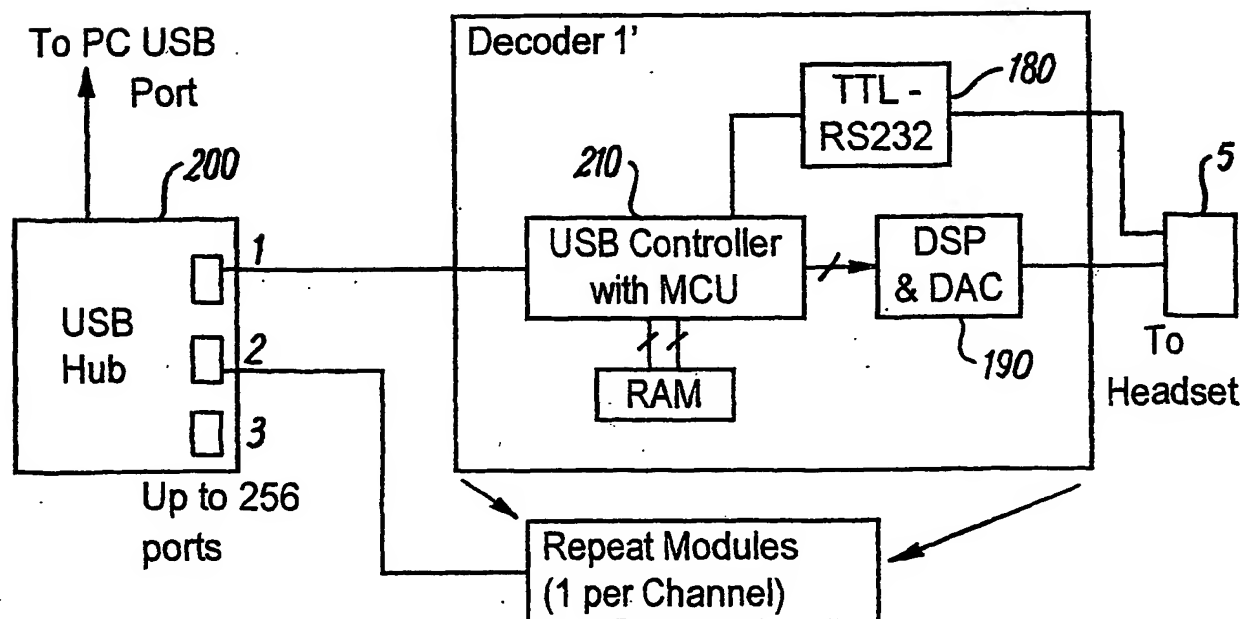 To PC USB
Port
200
USB
Hub
1
2
3
Up to 256
ports
Decoder 1'
TTL -
RS232
180
210
USB Controller
with MCU
RAM
DSP
& DAC
190
5
To
Headset
Repeat Modules
(1 per Channel)